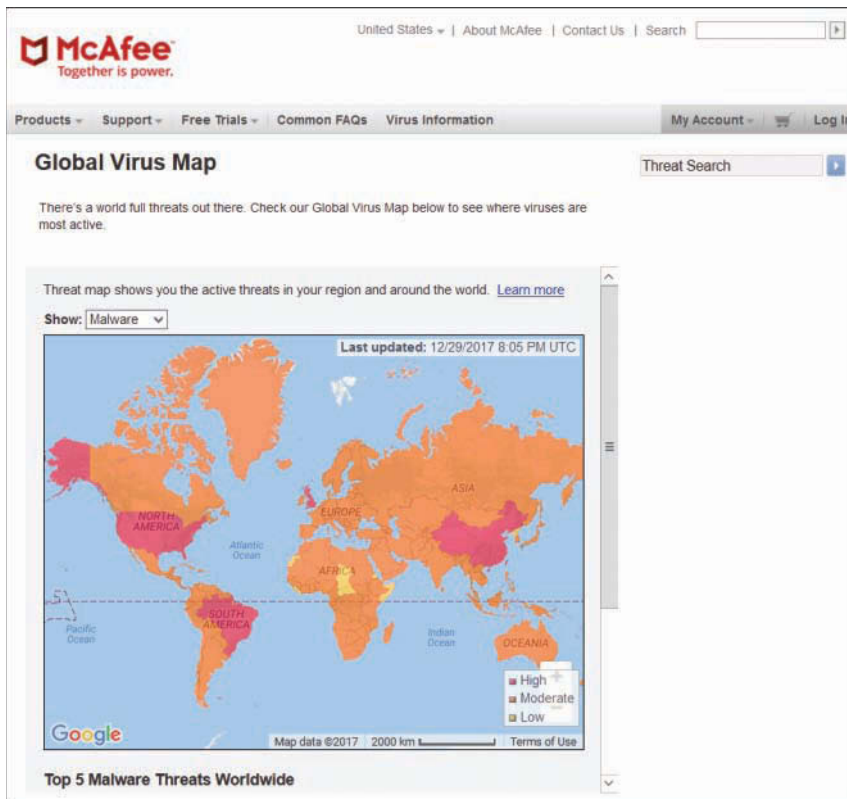 United States | About McAfee | Contact Us | Search
McAfee
Together is power.
Products Support Free Trials Common FAQs Virus Information My Account Log In
Global Virus Map
Threat Search
There's a world full threats out there. Check our Global Virus Map below to see where viruses are
most active.
Threat map shows you the active threats in your region and around the world. Learn more
Show: Malware
Last updated: 12/29/2017 8:05 PM UTC
ASIA
NORTH
AMERICA
EUROPE
Atlantic
Ocean
AFRICA
SOUTH
AMERICA
Pacific
Ocean
Indian
Ocean
OCEANIA
High
Moderate
Low
Google
Map data ©2017 2000 km Terms of Use
Top 5 Malware Threats Worldwide